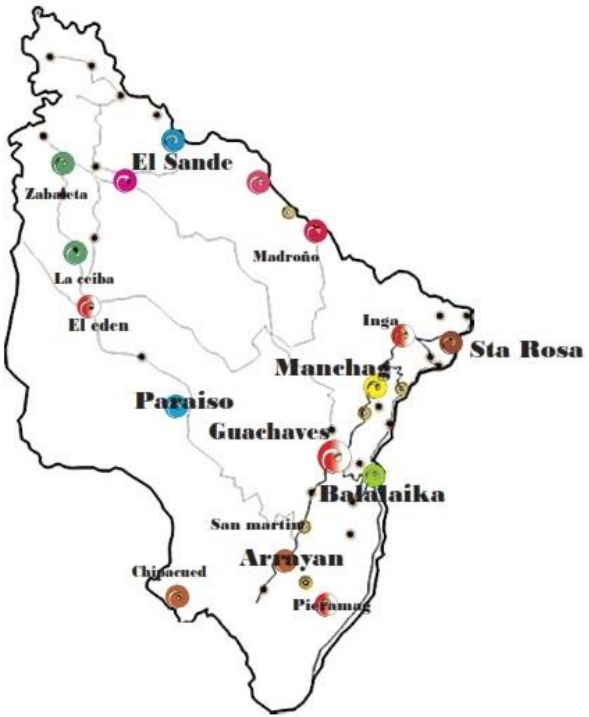 El Sande
Zabaleta
Madroño
La ceiba
El eden
Inga
Sta Rosa
Manchag
Paraiso
Guachaves
Balalaika
San martin
Arrayan
Chipacued
Pieramag